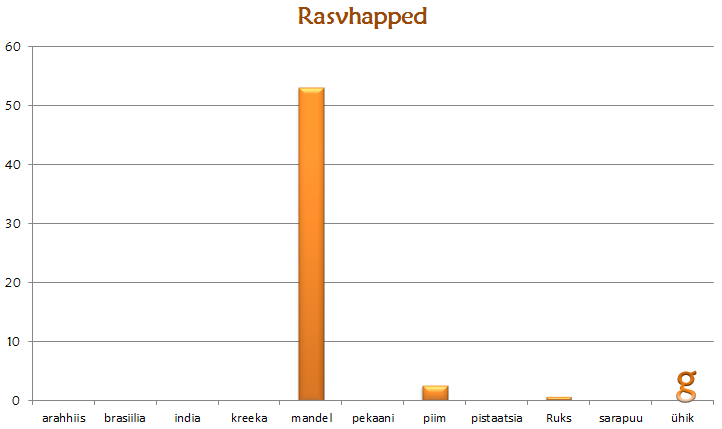 Rasvhapped
60
50
40
30
20
10
0
g
arahhiis brasiilia india kreeka mandel pekaani piim pistaatsia Ruks sarapuu ühik